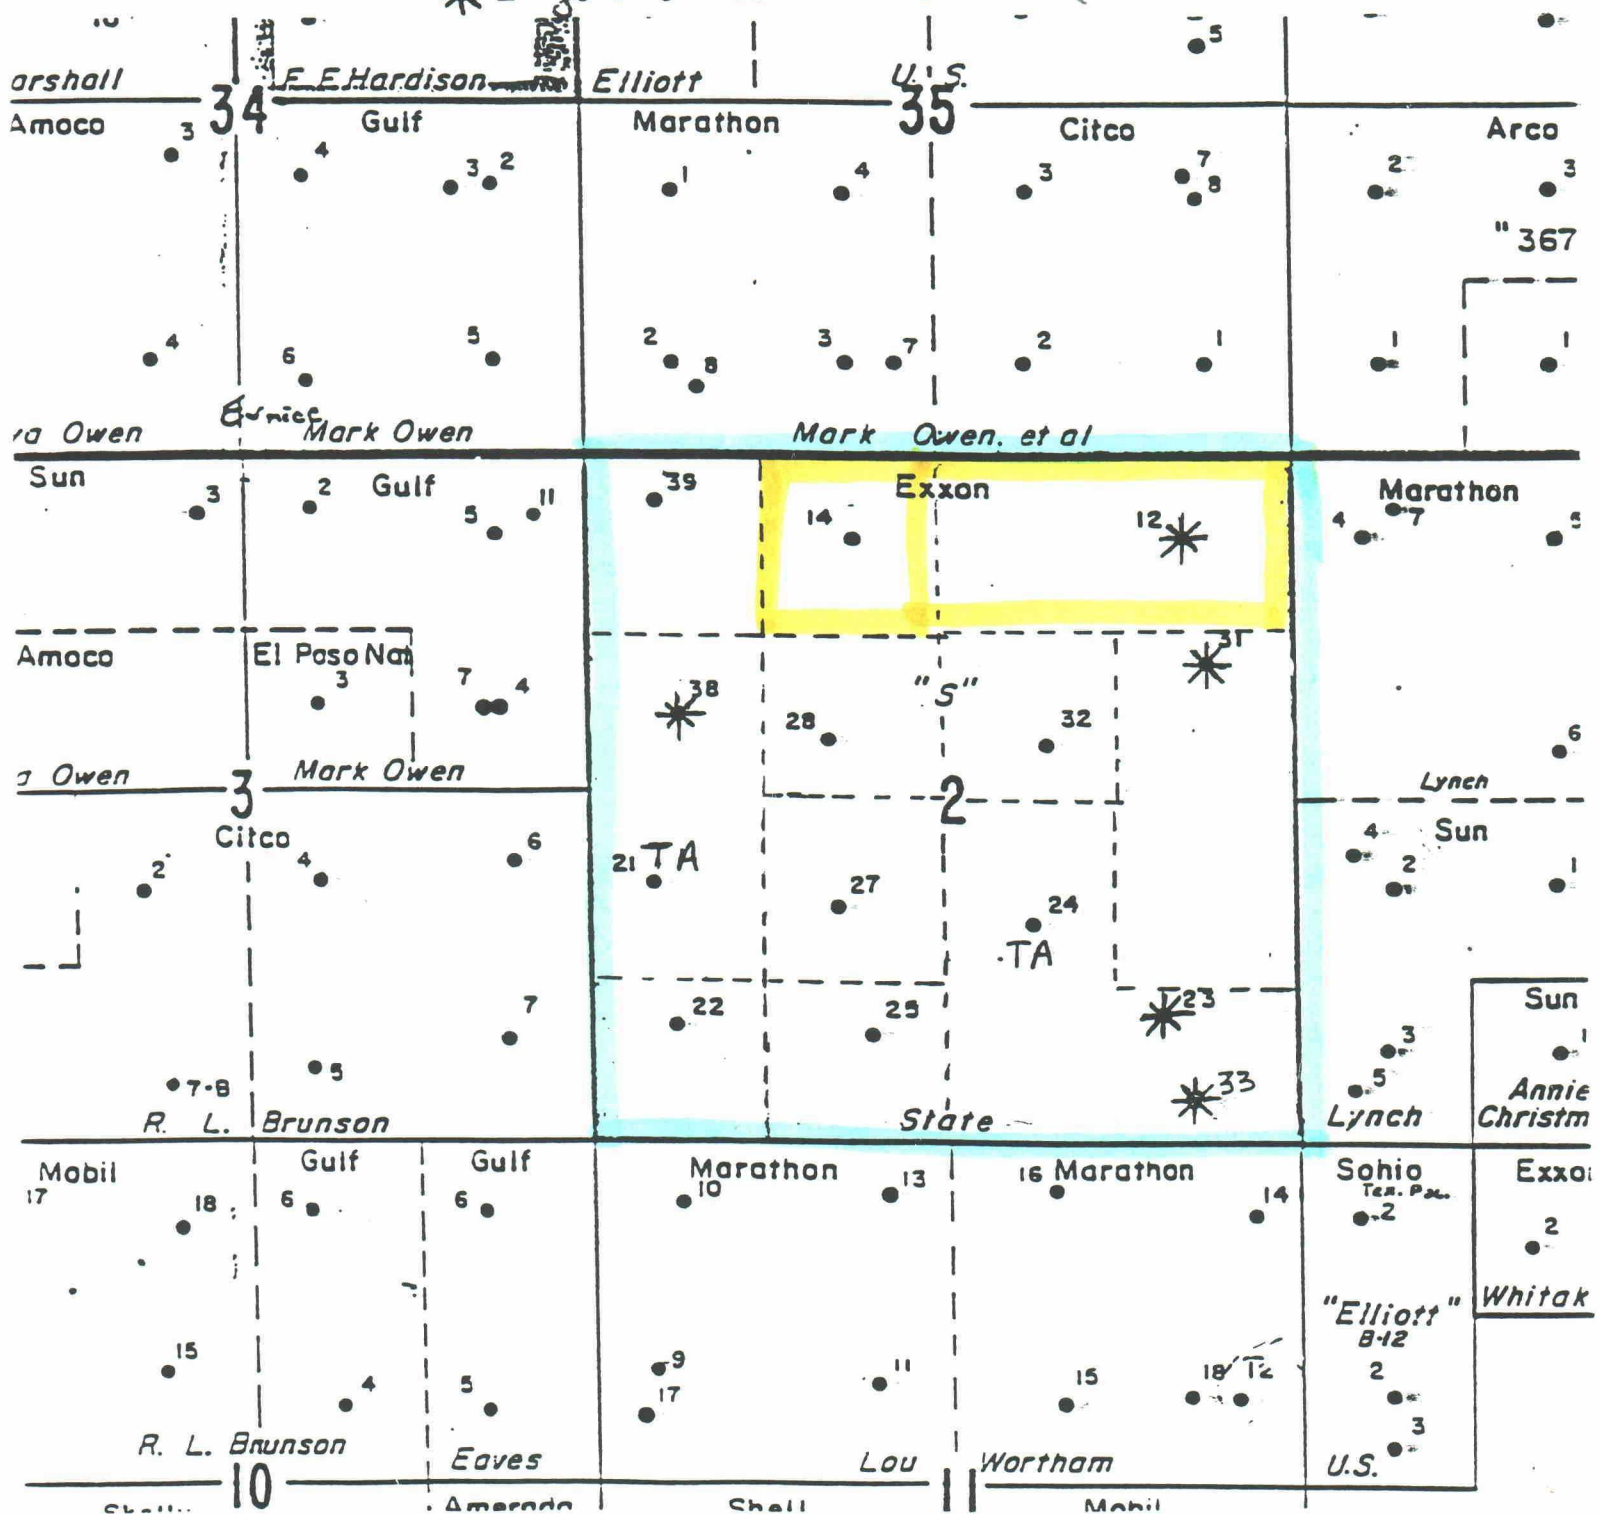 arshall F.E. Hardison Elliott U. S. 5
34 35
Amoco Gulf Marathon Citco Arco
3 4 3 2 1 4 3 7 8 2 3
"367
4 6 5 2 8 3 7 2 1 1 1
Owen Mark Owen Mark Owen. et al
Sun Gulf Exxon Marathon
3 2 5 11 39 14 12 4 7 5
Amoco El Paso Nat
3 7 4 38 28 "S" 32 31 6
Owen Mark Owen Lynch
3 2
Citco Sun
2 4 6 21 TA 27 24 4 2 1
TA
7 22 25 23 Sun
7-B 5 33 3 5 1
R. L. Brunson State Lynch Annie
Christm
Mobil Gulf Gulf Marathon Marathon Sohio Exxo
17 18 6 6 10 13 16 14 2 2
"Elliott" Whitak
B-12
15 4 5 9 17 11 15 18 12 2
3
R. L. Brunson Eaves Lou Wortham U.S.
10 11
Shell Mobil